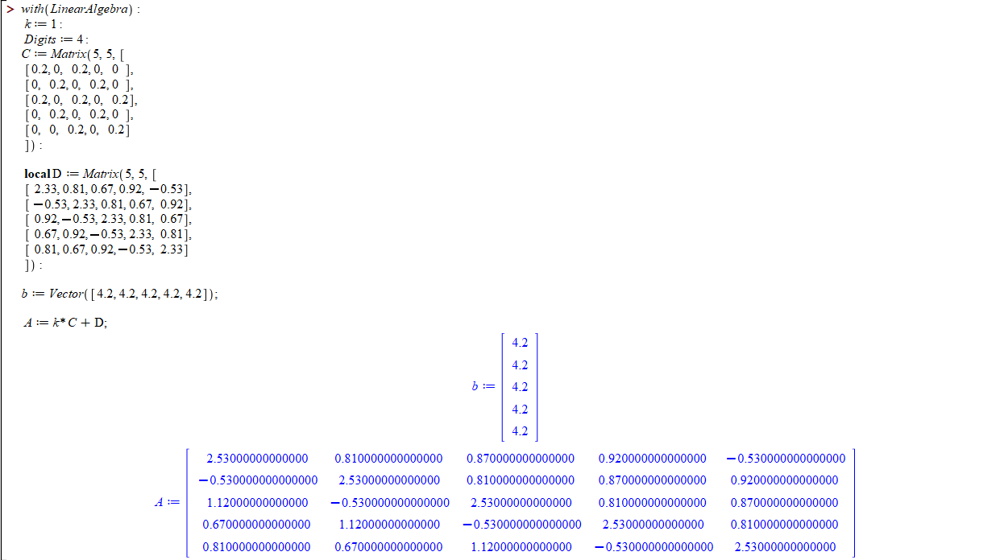 > with(LinearAlgebra) :
k := 1 :
Digits := 4 :
C := Matrix(5, 5, [
[0.2, 0, 0.2, 0, 0 ],
[0, 0.2, 0, 0.2, 0 ],
[0.2, 0, 0.2, 0, 0.2],
[0, 0.2, 0, 0.2, 0 ],
[0, 0, 0.2, 0, 0.2]
]) :
local D := Matrix(5, 5, [
[ 2.33, 0.81, 0.67, 0.92, −0.53],
[ −0.53, 2.33, 0.81, 0.67, 0.92],
[ 0.92, −0.53, 2.33, 0.81, 0.67],
[ 0.67, 0.92, −0.53, 2.33, 0.81],
[ 0.81, 0.67, 0.92, −0.53, 2.33]
]) :
b := Vector([4.2, 4.2, 4.2, 4.2, 4.2]);
A := k*C + D;
4.2
4.2
b := 4.2
4.2
4.2
2.53000000000000 0.810000000000000 0.870000000000000 0.920000000000000 −0.530000000000000
−0.530000000000000 2.53000000000000 0.810000000000000 0.870000000000000 0.920000000000000
A := 1.12000000000000 −0.530000000000000 2.53000000000000 0.810000000000000 0.870000000000000
0.670000000000000 1.12000000000000 −0.530000000000000 2.53000000000000 0.810000000000000
0.810000000000000 0.670000000000000 1.12000000000000 −0.530000000000000 2.53000000000000